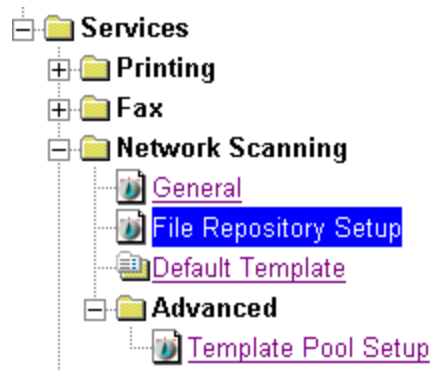 Services
Printing
Fax
Network Scanning
General
File Repository Setup
Default Template
Advanced
Template Pool Setup